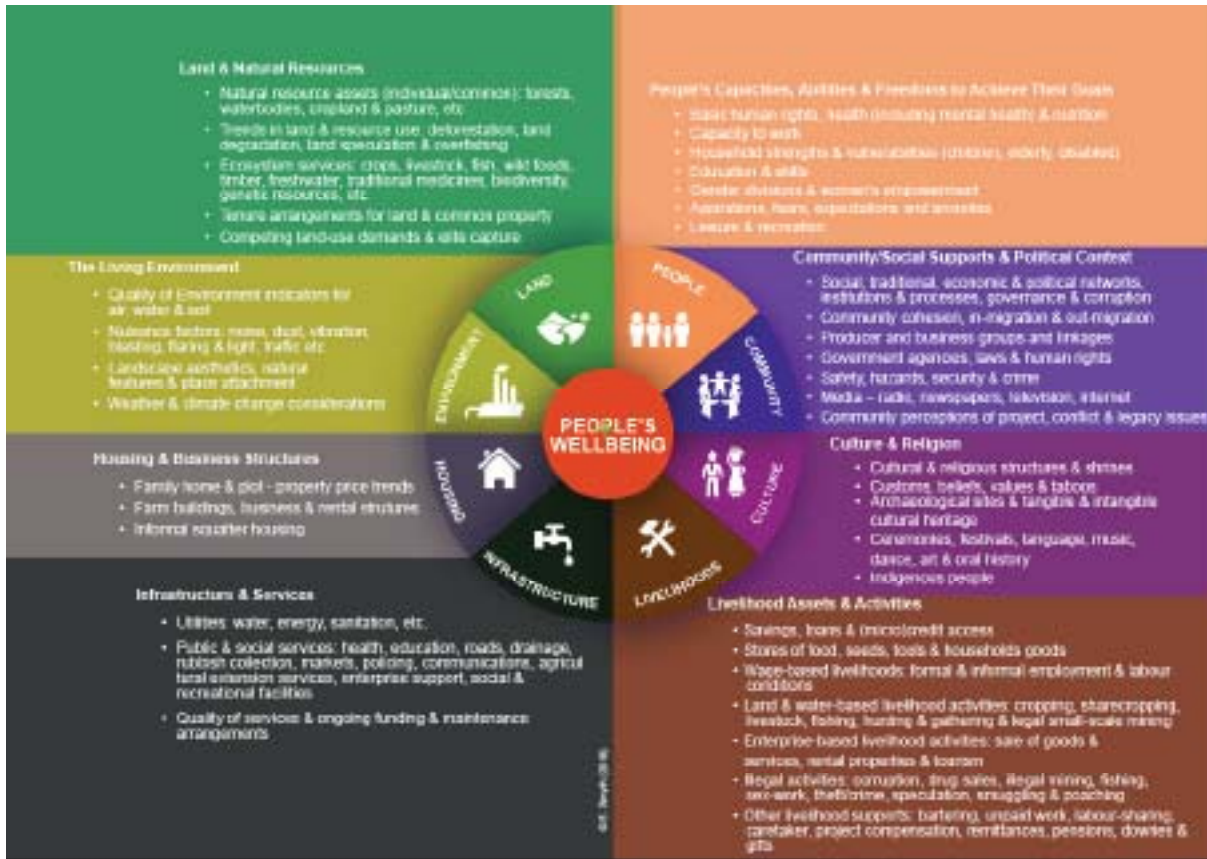 Land & Natural Resources
• Natural resource assets (individual/common): forests,
waterbodies, cropland & pasture, etc
• Trends in land & resource use, deforestation, land
degradation, land speculation & overfishing
• Ecosystem services: crops, livestock, fish, wild foods,
timber, freshwater, traditional medicines, biodiversity,
genetic resources, etc
• Tenure arrangements for land & common property
• Competing land-use demands & elite capture
The Living Environment
• Quality of Environment indicators for
air, water & soil
• Nuisance factors: noise, dust, vibration,
blasting, flaring & light, traffic etc
• Landscape aesthetics, natural
features & place attachment
• Weather & climate change considerations
Housing & Business Structures
• Family home & plot - property price trends
• Farm buildings, business & rental strutures
• Informal squatter housing
Infrastructure & Services
• Utilities: water, energy, sanitation, etc.
• Public & social services: health, education, roads, drainage,
rubbish collection, markets, policing, communications, agricul
tural extension services, enterprise support, social &
recreational facilities
• Quality of services & ongoing funding & maintenance
arrangements
LAND
PEOPLE
ENVIRONMENT
COMMUNITY
PEOPLE'S
WELLBEING
HOUSING
CULTURE
INFRASTRUCTURE
LIVELIHOODS
People's Capacities, Abilities & Freedoms to Achieve Their Goals
• Basic human rights, health (including mental health) & nutrition
• Capacity to work
• Household strengths & vulnerabilities (children, elderly, disabled)
• Education & skills
• Gender divisions & women's empowerment
• Aspirations, fears, expectations and anxieties
• Leisure & recreation
Community/Social Supports & Political Context
• Social, traditional, economic & political networks,
institutions & processes, governance & corruption
• Community cohesion, in-migration & out-migration
• Producer and business groups and linkages
• Government agencies, laws & human rights
• Safety, hazards, security & crime
• Media – radio, newspapers, television, internet
• Community perceptions of project, conflict & legacy issues
Culture & Religion
• Cultural & religious structures & shrines
• Customs, beliefs, values & taboos
• Archaeological sites & tangible & intangible
cultural heritage
• Ceremonies, festivals, language, music,
dance, art & oral history
• Indigenous people
Livelihood Assets & Activities
• Savings, loans & (micro)credit access
• Stores of food, seeds, tools & households goods
• Wage-based livelihoods: formal & informal employment & labour
conditions
• Land & water-based livelihood activities: cropping, sharecropping,
livestock, fishing, hunting & gathering & legal small-scale mining
• Enterprise-based livelihood activities: sale of goods &
services, rental properties & tourism
• Illegal activities: corruption, drug sales, illegal mining, fishing,
sex-work, theft/crime, speculation, smuggling & poaching
• Other livelihood supports: bartering, unpaid work, labour-sharing,
caretaker, project compensation, remittances, pensions, dowries &
gifts